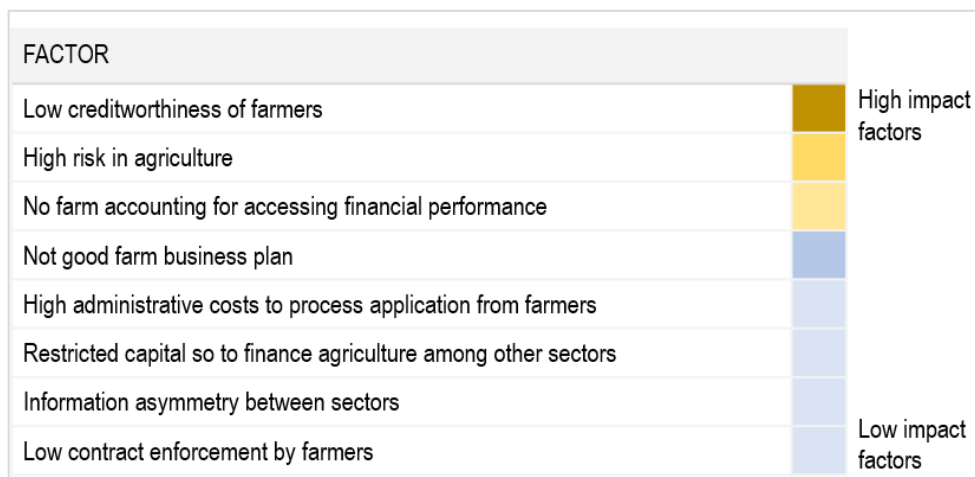 FACTOR
Low creditworthiness of farmers
High impact
factors
High risk in agriculture
No farm accounting for accessing financial performance
Not good farm business plan
High administrative costs to process application from farmers
Restricted capital so to finance agriculture among other sectors
Information asymmetry between sectors
Low contract enforcement by farmers
Low impact
factors